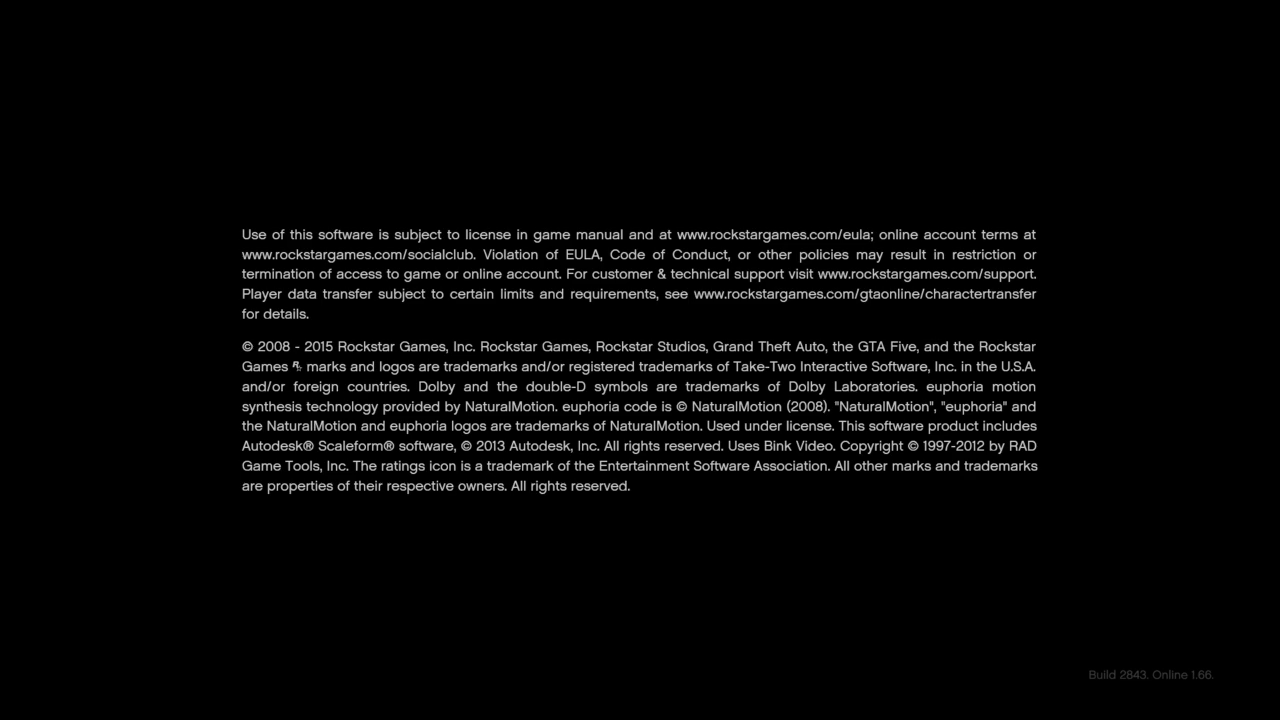 Use of this software is subject to license in game manual and at www.rockstargames.com/eula; online account terms at
www.rockstargames.com/socialclub. Violation of EULA, Code of Conduct, or other policies may result in restriction or
termination of access to game or online account. For customer & technical support visit www.rockstargames.com/support.
Player data transfer subject to certain limits and requirements, see www.rockstargames.com/gtaonline/charactertransfer
for details.
© 2008 - 2015 Rockstar Games, Inc. Rockstar Games, Rockstar Studios, Grand Theft Auto, the GTA Five, and the Rockstar
Games R* marks and logos are trademarks and/or registered trademarks of Take-Two Interactive Software, Inc. in the U.S.A.
and/or foreign countries. Dolby and the double-D symbols are trademarks of Dolby Laboratories. euphoria motion
synthesis technology provided by NaturalMotion. euphoria code is © NaturalMotion (2008). "NaturalMotion", "euphoria" and
the NaturalMotion and euphoria logos are trademarks of NaturalMotion. Used under license. This software product includes
Autodesk® Scaleform® software, © 2013 Autodesk, Inc. All rights reserved. Uses Bink Video. Copyright © 1997-2012 by RAD
Game Tools, Inc. The ratings icon is a trademark of the Entertainment Software Association. All other marks and trademarks
are properties of their respective owners. All rights reserved.
Build 2843. Online 1.66.